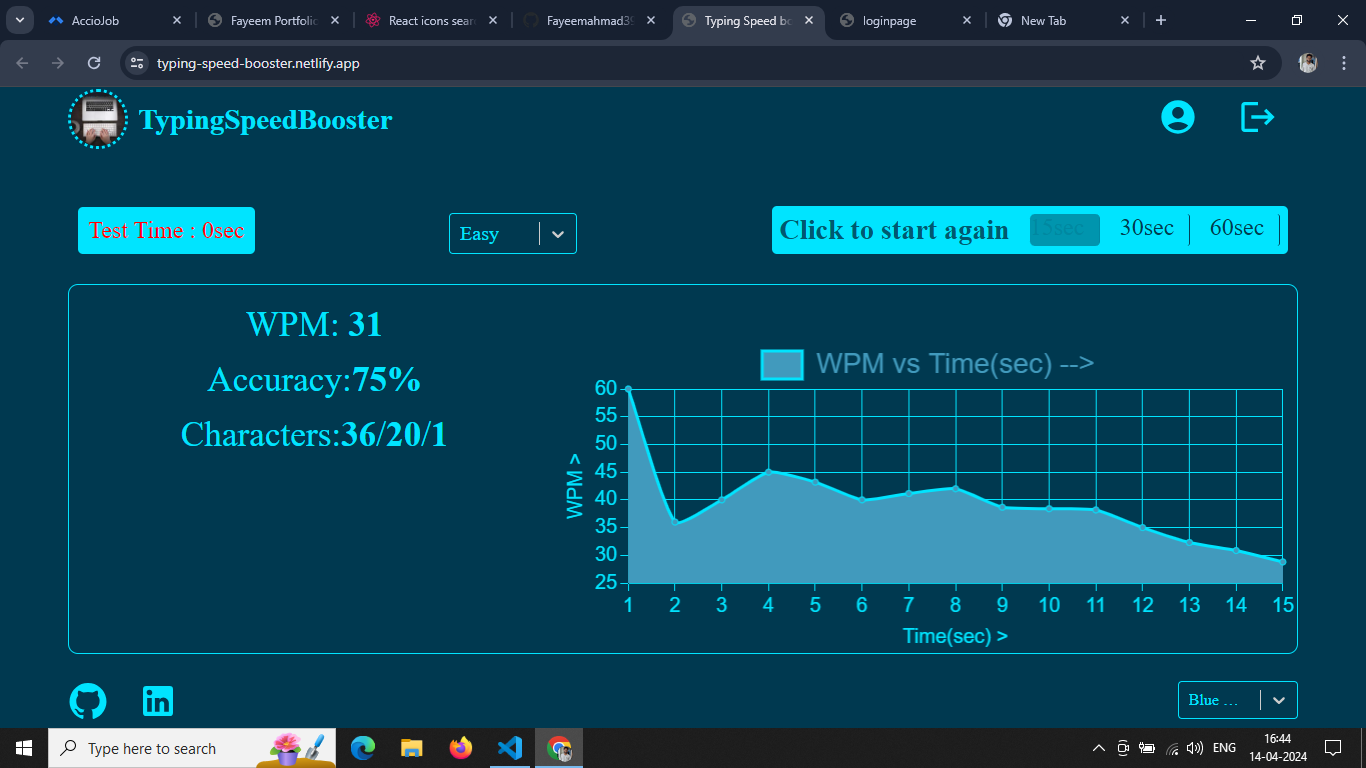 AccioJob
Fayeem Portfolio
React icons sear
Fayeemahmad39
Typing Speed bo
loginpage
New Tab
typing-speed-booster.netlify.app
TypingSpeedBooster
Test Time : 0sec
Easy
Click to start again
15sec
30sec
60sec
WPM: 31
Accuracy:75%
Characters:36/20/1
WPM vs Time(sec) -->
60
55
50
45
40
35
30
25
WPM >
1 2 3 4 5 6 7 8 9 10 11 12 13 14 15
Time(sec) >
Blue ...
Type here to search
ENG
16:44
14-04-2024